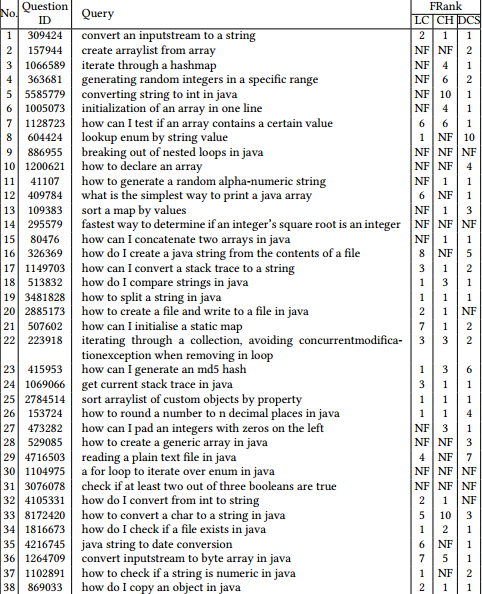 No. Question ID Query FRank
LC CH DCS
1 309424 convert an inputstream to a string 2 1 1
2 157944 create arraylist from array NF NF 2
3 1066589 iterate through a hashmap NF 4 1
4 363681 generating random integers in a specific range NF 6 2
5 5585779 converting string to int in java NF 10 1
6 1005073 initialization of an array in one line NF 4 1
7 1128723 how can I test if an array contains a certain value 6 6 1
8 604424 lookup enum by string value 1 NF 10
9 886955 breaking out of nested loops in java NF NF NF
10 1200621 how to declare an array NF NF 4
11 41107 how to generate a random alpha-numeric string NF 1 1
12 409784 what is the simplest way to print a java array 6 NF 1
13 109383 sort a map by values NF 1 3
14 295579 fastest way to determine if an integer's square root is an integer NF NF NF
15 80476 how can I concatenate two arrays in java NF 1 1
16 326369 how do I create a java string from the contents of a file 8 NF 5
17 1149703 how can I convert a stack trace to a string 3 1 2
18 513832 how do I compare strings in java 1 3 1
19 3481828 how to split a string in java 1 1 1
20 2885173 how to create a file and write to a file in java 2 1 NF
21 507602 how can I initialise a static map 7 1 2
22 223918 iterating through a collection, avoiding concurrentmodifica- 3 3 2
tionexception when removing in loop
23 415953 how can I generate an md5 hash 1 3 6
24 1069066 get current stack trace in java 3 1 1
25 2784514 sort arraylist of custom objects by property 1 1 1
26 153724 how to round a number to n decimal places in java 1 1 4
27 473282 how can I pad an integers with zeros on the left NF 3 1
28 529085 how to create a generic array in java NF NF 3
29 4716503 reading a plain text file in java 4 NF 7
30 1104975 a for loop to iterate over enum in java NF NF NF
31 3076078 check if at least two out of three booleans are true NF NF NF
32 4105331 how do I convert from int to string 2 1 NF
33 8172420 how to convert a char to a string in java 5 10 3
34 1816673 how do I check if a file exists in java 1 2 1
35 4216745 java string to date conversion 6 NF 1
36 1264709 convert inputstream to byte array in java 7 5 1
37 1102891 how to check if a string is numeric in java 1 NF 2
38 869033 how do I copy an object in java 2 1 1